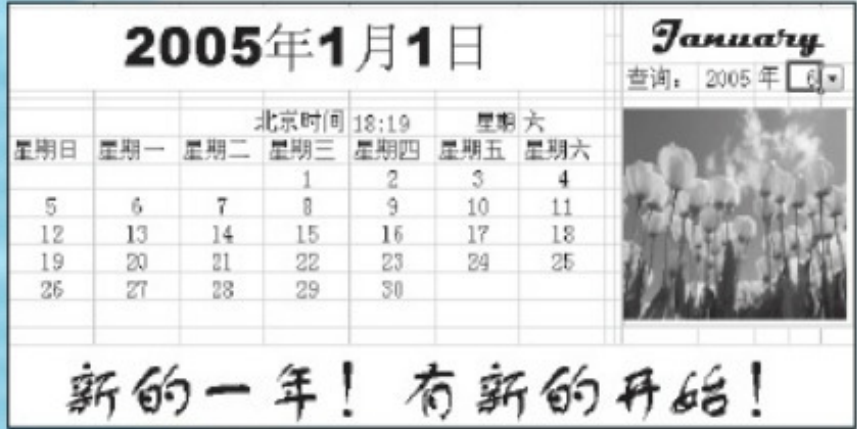 2005年1月1日
January
查询: 2005 年 6
北京时间 18:19 星期 六
星期日 星期一 星期二 星期三 星期四 星期五 星期六
1 2 3 4
5 6 7 8 9 10 11
12 13 14 15 16 17 18
19 20 21 22 23 24 25
26 27 28 29 30
新的一年! 有新的开始!